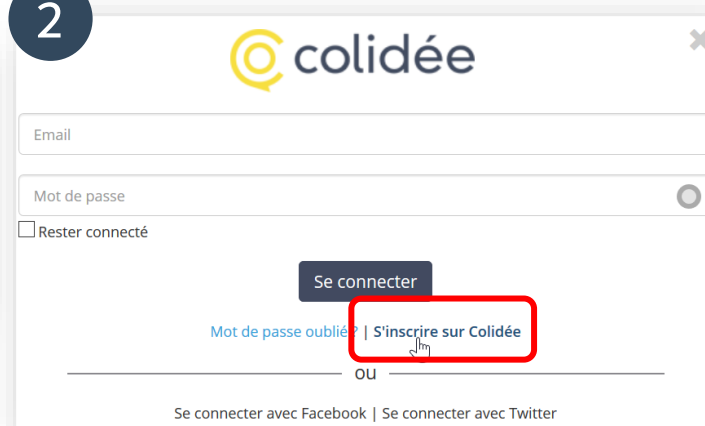 2
colidée
Email
Mot de passe
Rester connecté
Se connecter
Mot de passe oublié ? | S'inscrire sur Colidée
ou
Se connecter avec Facebook | Se connecter avec Twitter